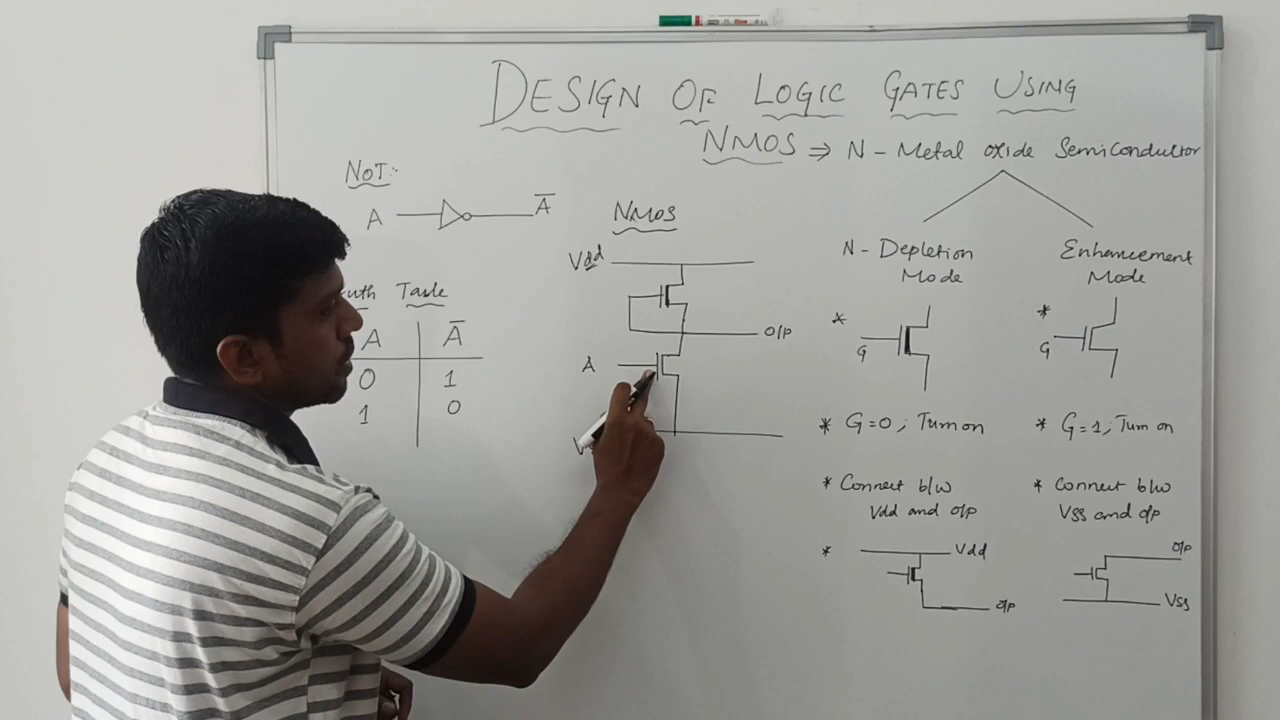 DESIGN OF LOGIC GATES USING
NMOS ⇒ N - Metal oxide Semiconductor
NOT:
A
A̅
Table
A A̅
0 1
1 0
NMOS
Vdd
O/P
A
N - Depletion Mode
* G
* G=0, Turn on
* Connect b/w
Vdd and o/p
* Vdd
o/p
Enhancement
Mode
* G
* G=1, Turn on
* Connect b/w
VSS and o/p
o/p
VSS